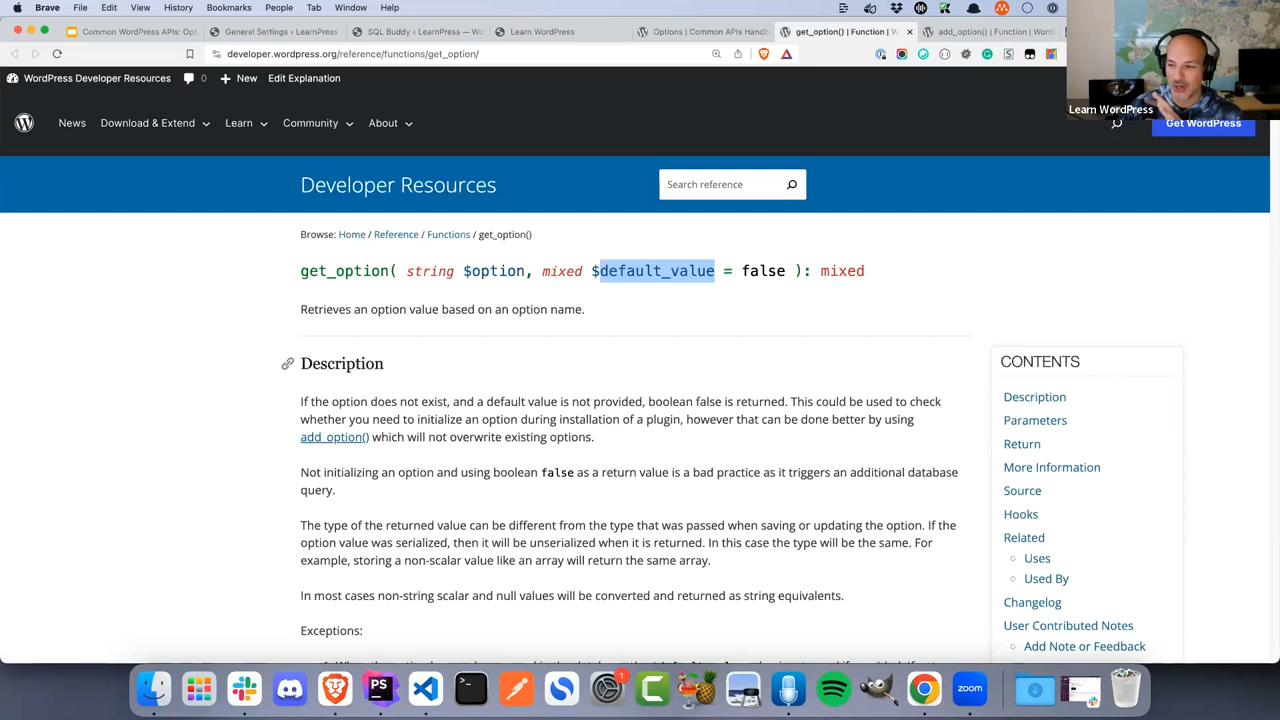 Brave File Edit View History Bookmarks People Tab Window Help
Common WordPress APIs: Opt
General Settings ‹ LearnPress
SQL Buddy ‹ LearnPress — W
Learn WordPress
Options | Common APIs Handb
get_option() | Function | W
add_option() | Function | Word
developer.wordpress.org/reference/functions/get_option/
WordPress Developer Resources 0 New Edit Explanation
Learn WordPress
News Download & Extend Learn Community About
Get WordPress
Developer Resources
Search reference
Browse: Home / Reference / Functions / get_option()
get_option( string $option, mixed $default_value = false ): mixed
Retrieves an option value based on an option name.
Description
If the option does not exist, and a default value is not provided, boolean false is returned. This could be used to check
whether you need to initialize an option during installation of a plugin, however that can be done better by using
add_option() which will not overwrite existing options.
Not initializing an option and using boolean false as a return value is a bad practice as it triggers an additional database
query.
The type of the returned value can be different from the type that was passed when saving or updating the option. If the
option value was serialized, then it will be unserialized when it is returned. In this case the type will be the same. For
example, storing a non-scalar value like an array will return the same array.
In most cases non-string scalar and null values will be converted and returned as string equivalents.
Exceptions:
CONTENTS
Description
Parameters
Return
More Information
Source
Hooks
Related
Uses
Used By
Changelog
User Contributed Notes
Add Note or Feedback
PS
1
zoom